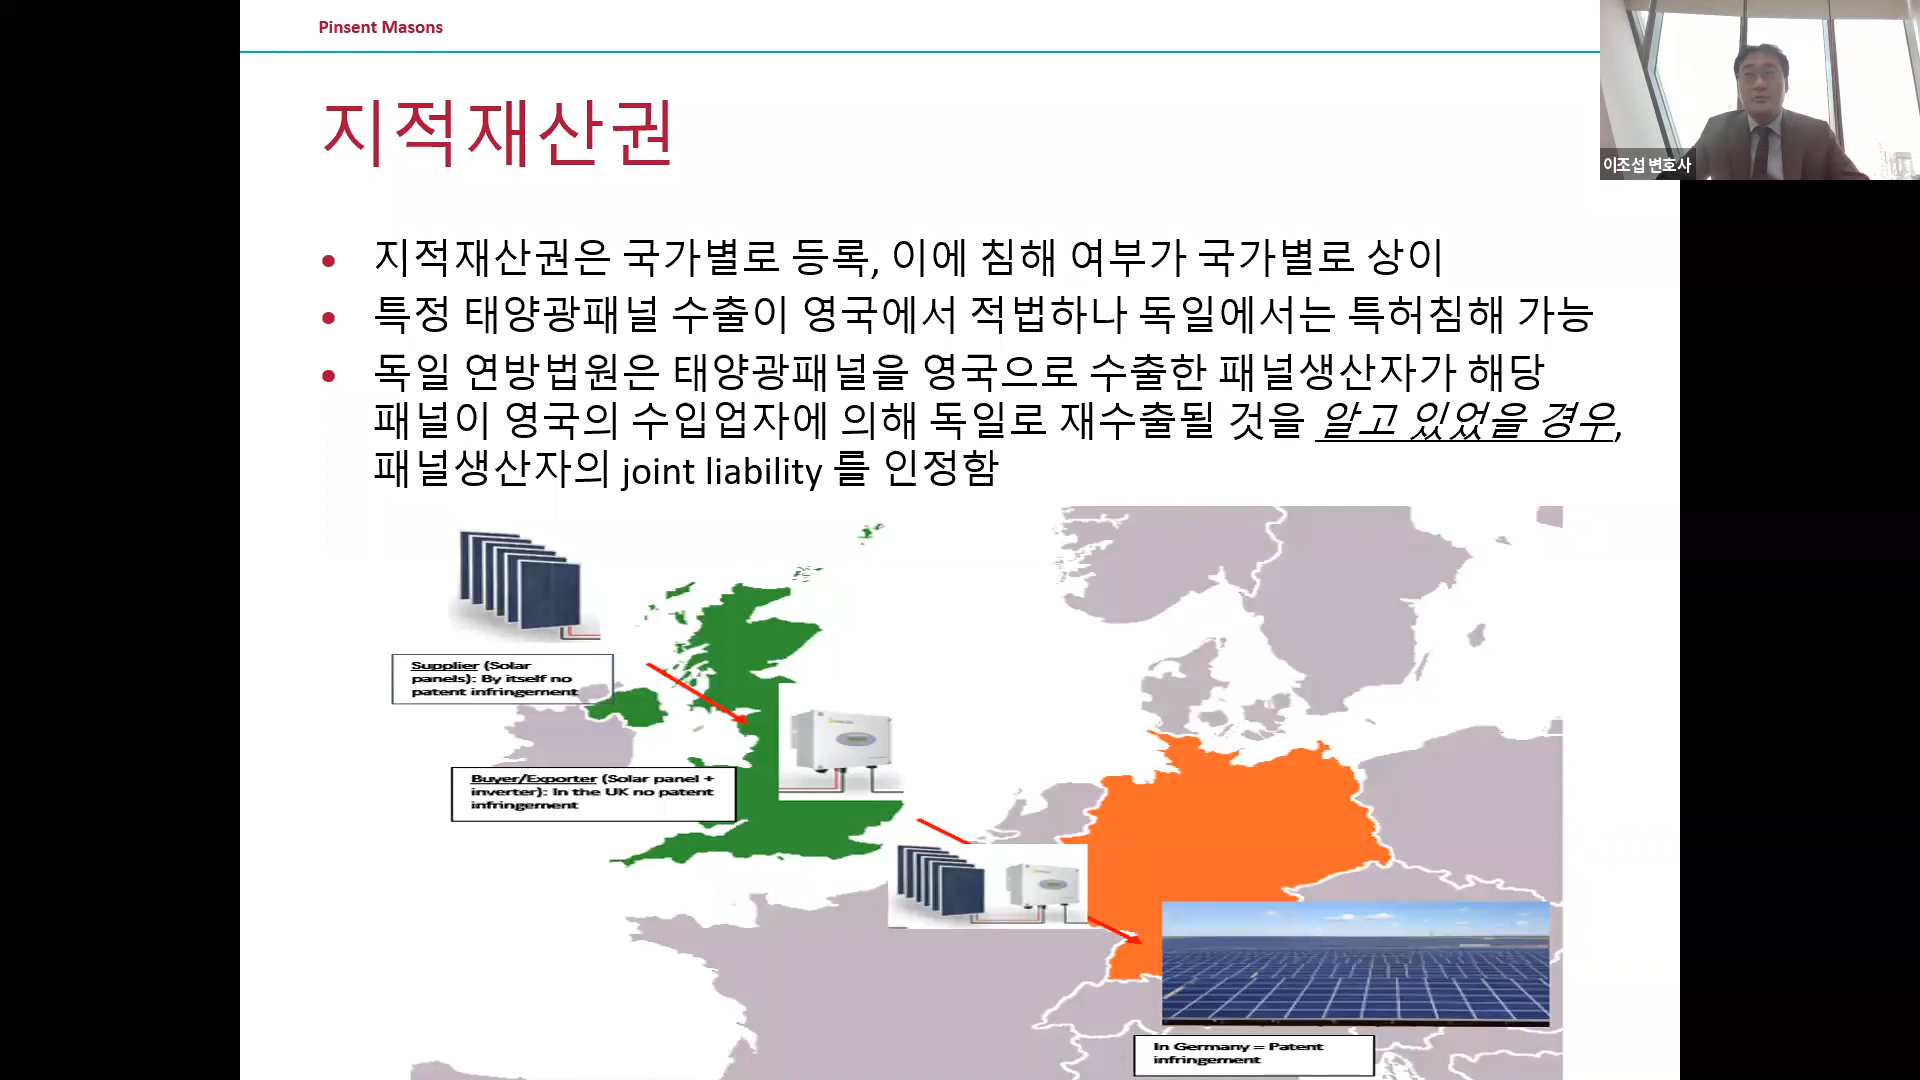 Pinsent Masons
이조섭 변호사
지적재산권
• 지적재산권은 국가별로 등록, 이에 침해 여부가 국가별로 상이
• 특정 태양광패널 수출이 영국에서 적법하나 독일에서는 특허침해 가능
• 독일 연방법원은 태양광패널을 영국으로 수출한 패널생산자가 해당
패널이 영국의 수입업자에 의해 독일로 재수출될 것을 알고 있었을 경우,
패널생산자의 joint liability 를 인정함
Supplier (Solar
panels): By itself no
patent infringement
Buyer/Exporter (Solar panel +
inverter): In the UK no patent
infringement
In Germany = Patent
infringement